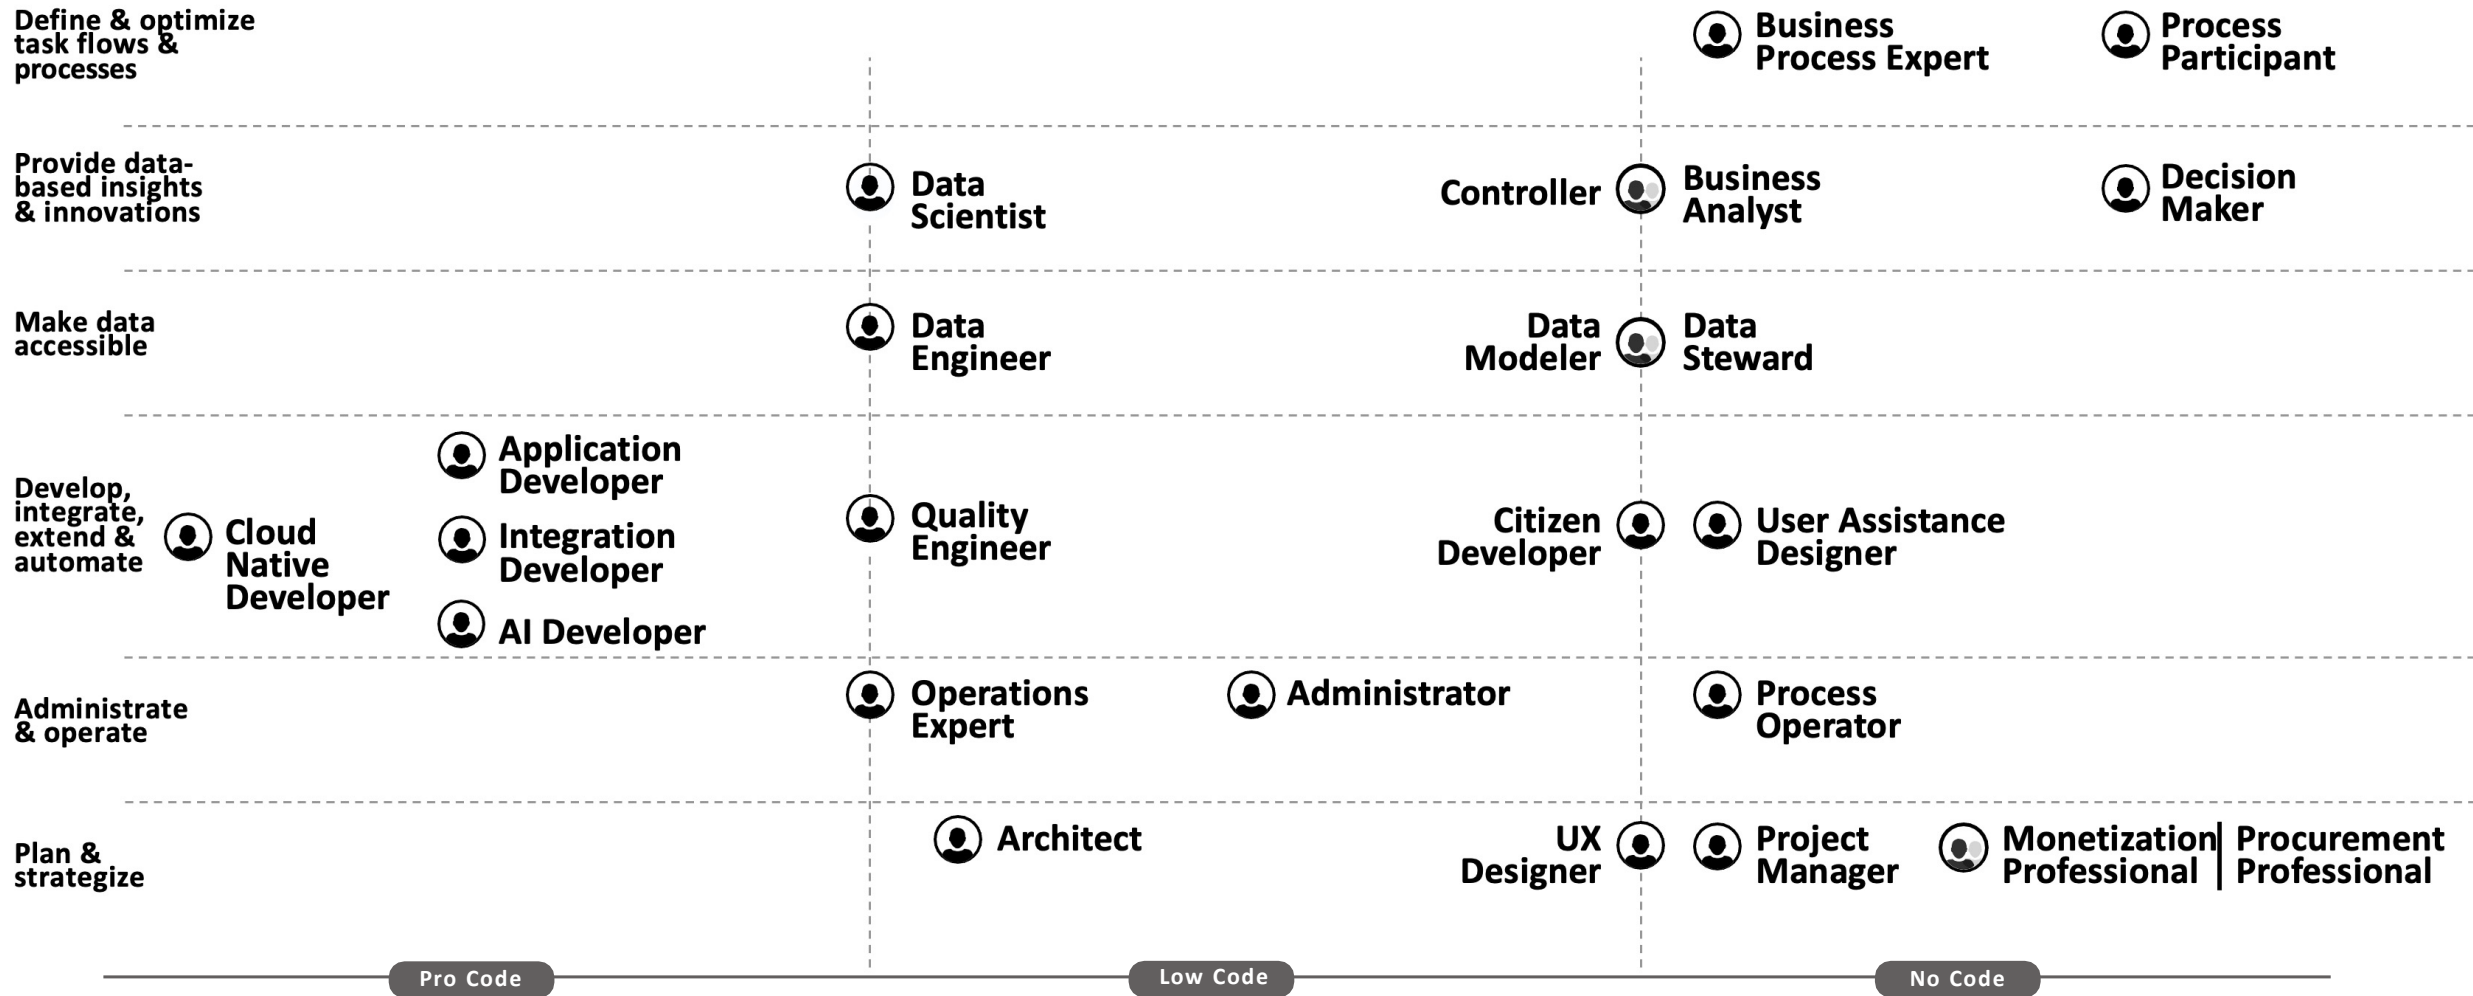 Define & optimize
task flows &
processes
Business
Process Expert
Process
Participant
Provide data-
based insights
& innovations
Data
Scientist
Controller
Business
Analyst
Decision
Maker
Make data
accessible
Data
Engineer
Data
Modeler
Data
Steward
Develop,
integrate,
extend &
automate
Cloud
Native
Developer
Application
Developer
Integration
Developer
AI Developer
Quality
Engineer
Citizen
Developer
User Assistance
Designer
Administrate
& operate
Operations
Expert
Administrator
Process
Operator
Plan &
strategize
Architect
UX
Designer
Project
Manager
Monetization
Professional
Procurement
Professional
Pro Code
Low Code
No Code